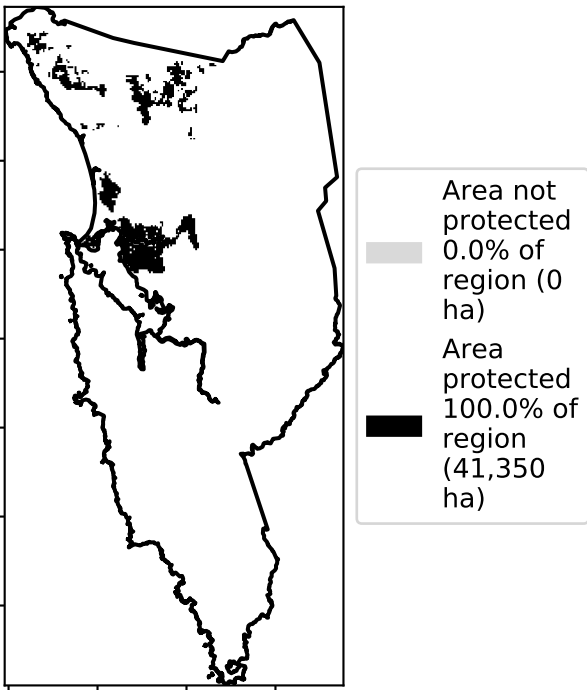 Area not
protected
0.0% of
region (0
ha)
Area
protected
100.0% of
region
(41,350
ha)